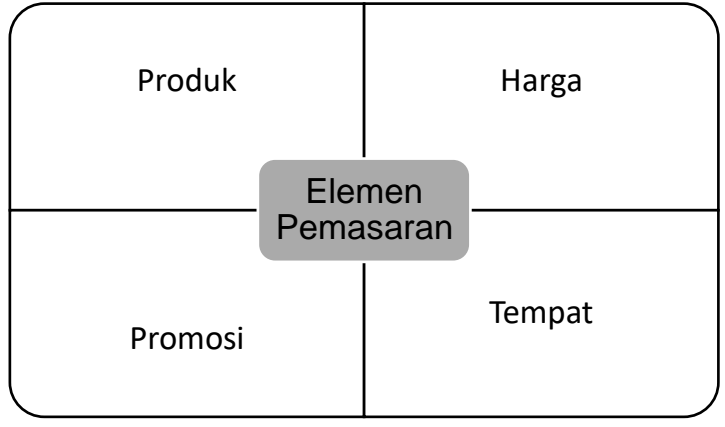 Produk
Harga
Elemen
Pemasaran
Promosi
Tempat